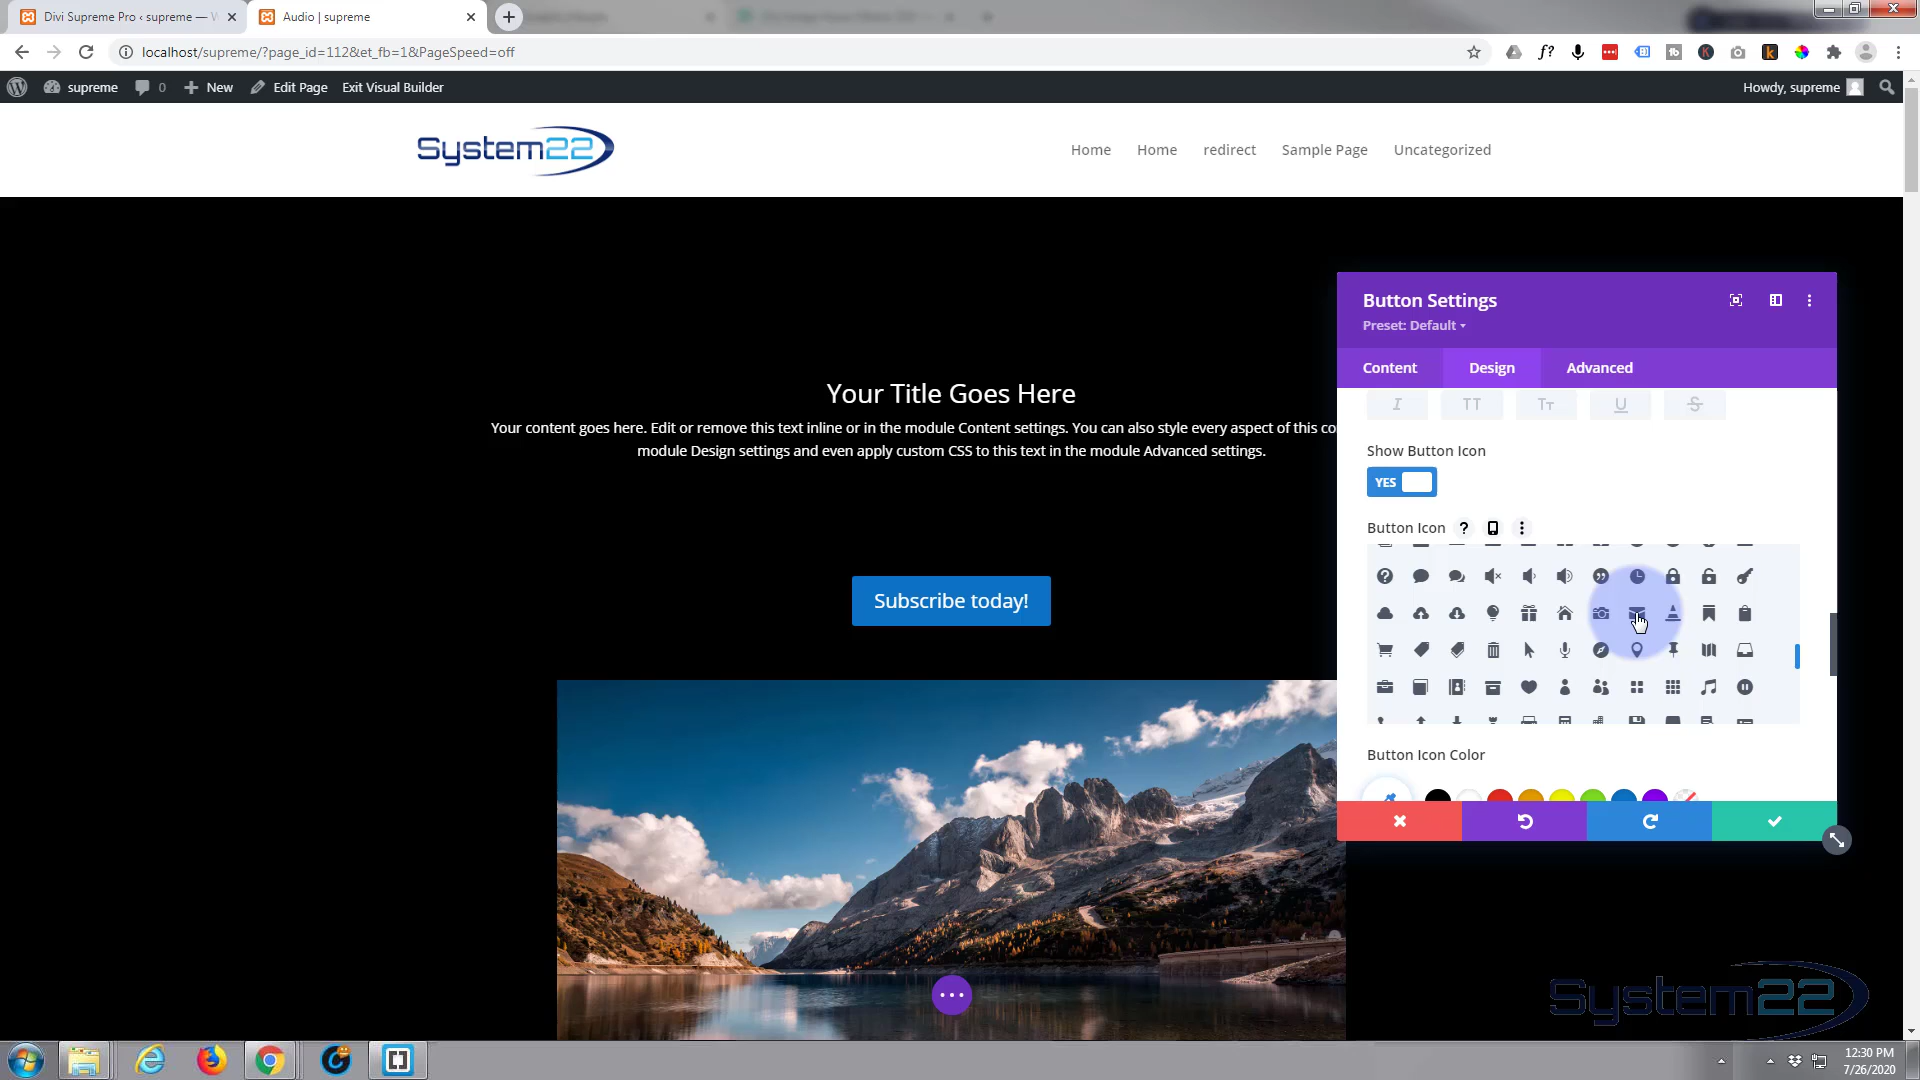 Divi Supreme Pro ‹ supreme — W
Audio | supreme
localhost/supreme/?page_id=112&et_fb=1&PageSpeed=off
supreme
0
New
Edit Page
Exit Visual Builder
Howdy, supreme
System22
Home
Home
redirect
Sample Page
Uncategorized
Button Settings
Preset: Default
Content
Design
Advanced
I
TT
Tт
U
S
Show Button Icon
YES
Button Icon
Button Icon Color
Your Title Goes Here
Your content goes here. Edit or remove this text inline or in the module Content settings. You can also style every aspect of this co
module Design settings and even apply custom CSS to this text in the module Advanced settings.
Subscribe today!
System22
12:30 PM
7/26/2020